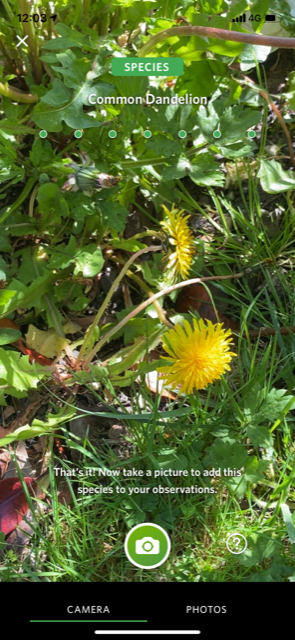 12:03
4G
SPECIES
Common Dandelion
That's it! Now take a picture to add this
species to your observations.
?
CAMERA
PHOTOS